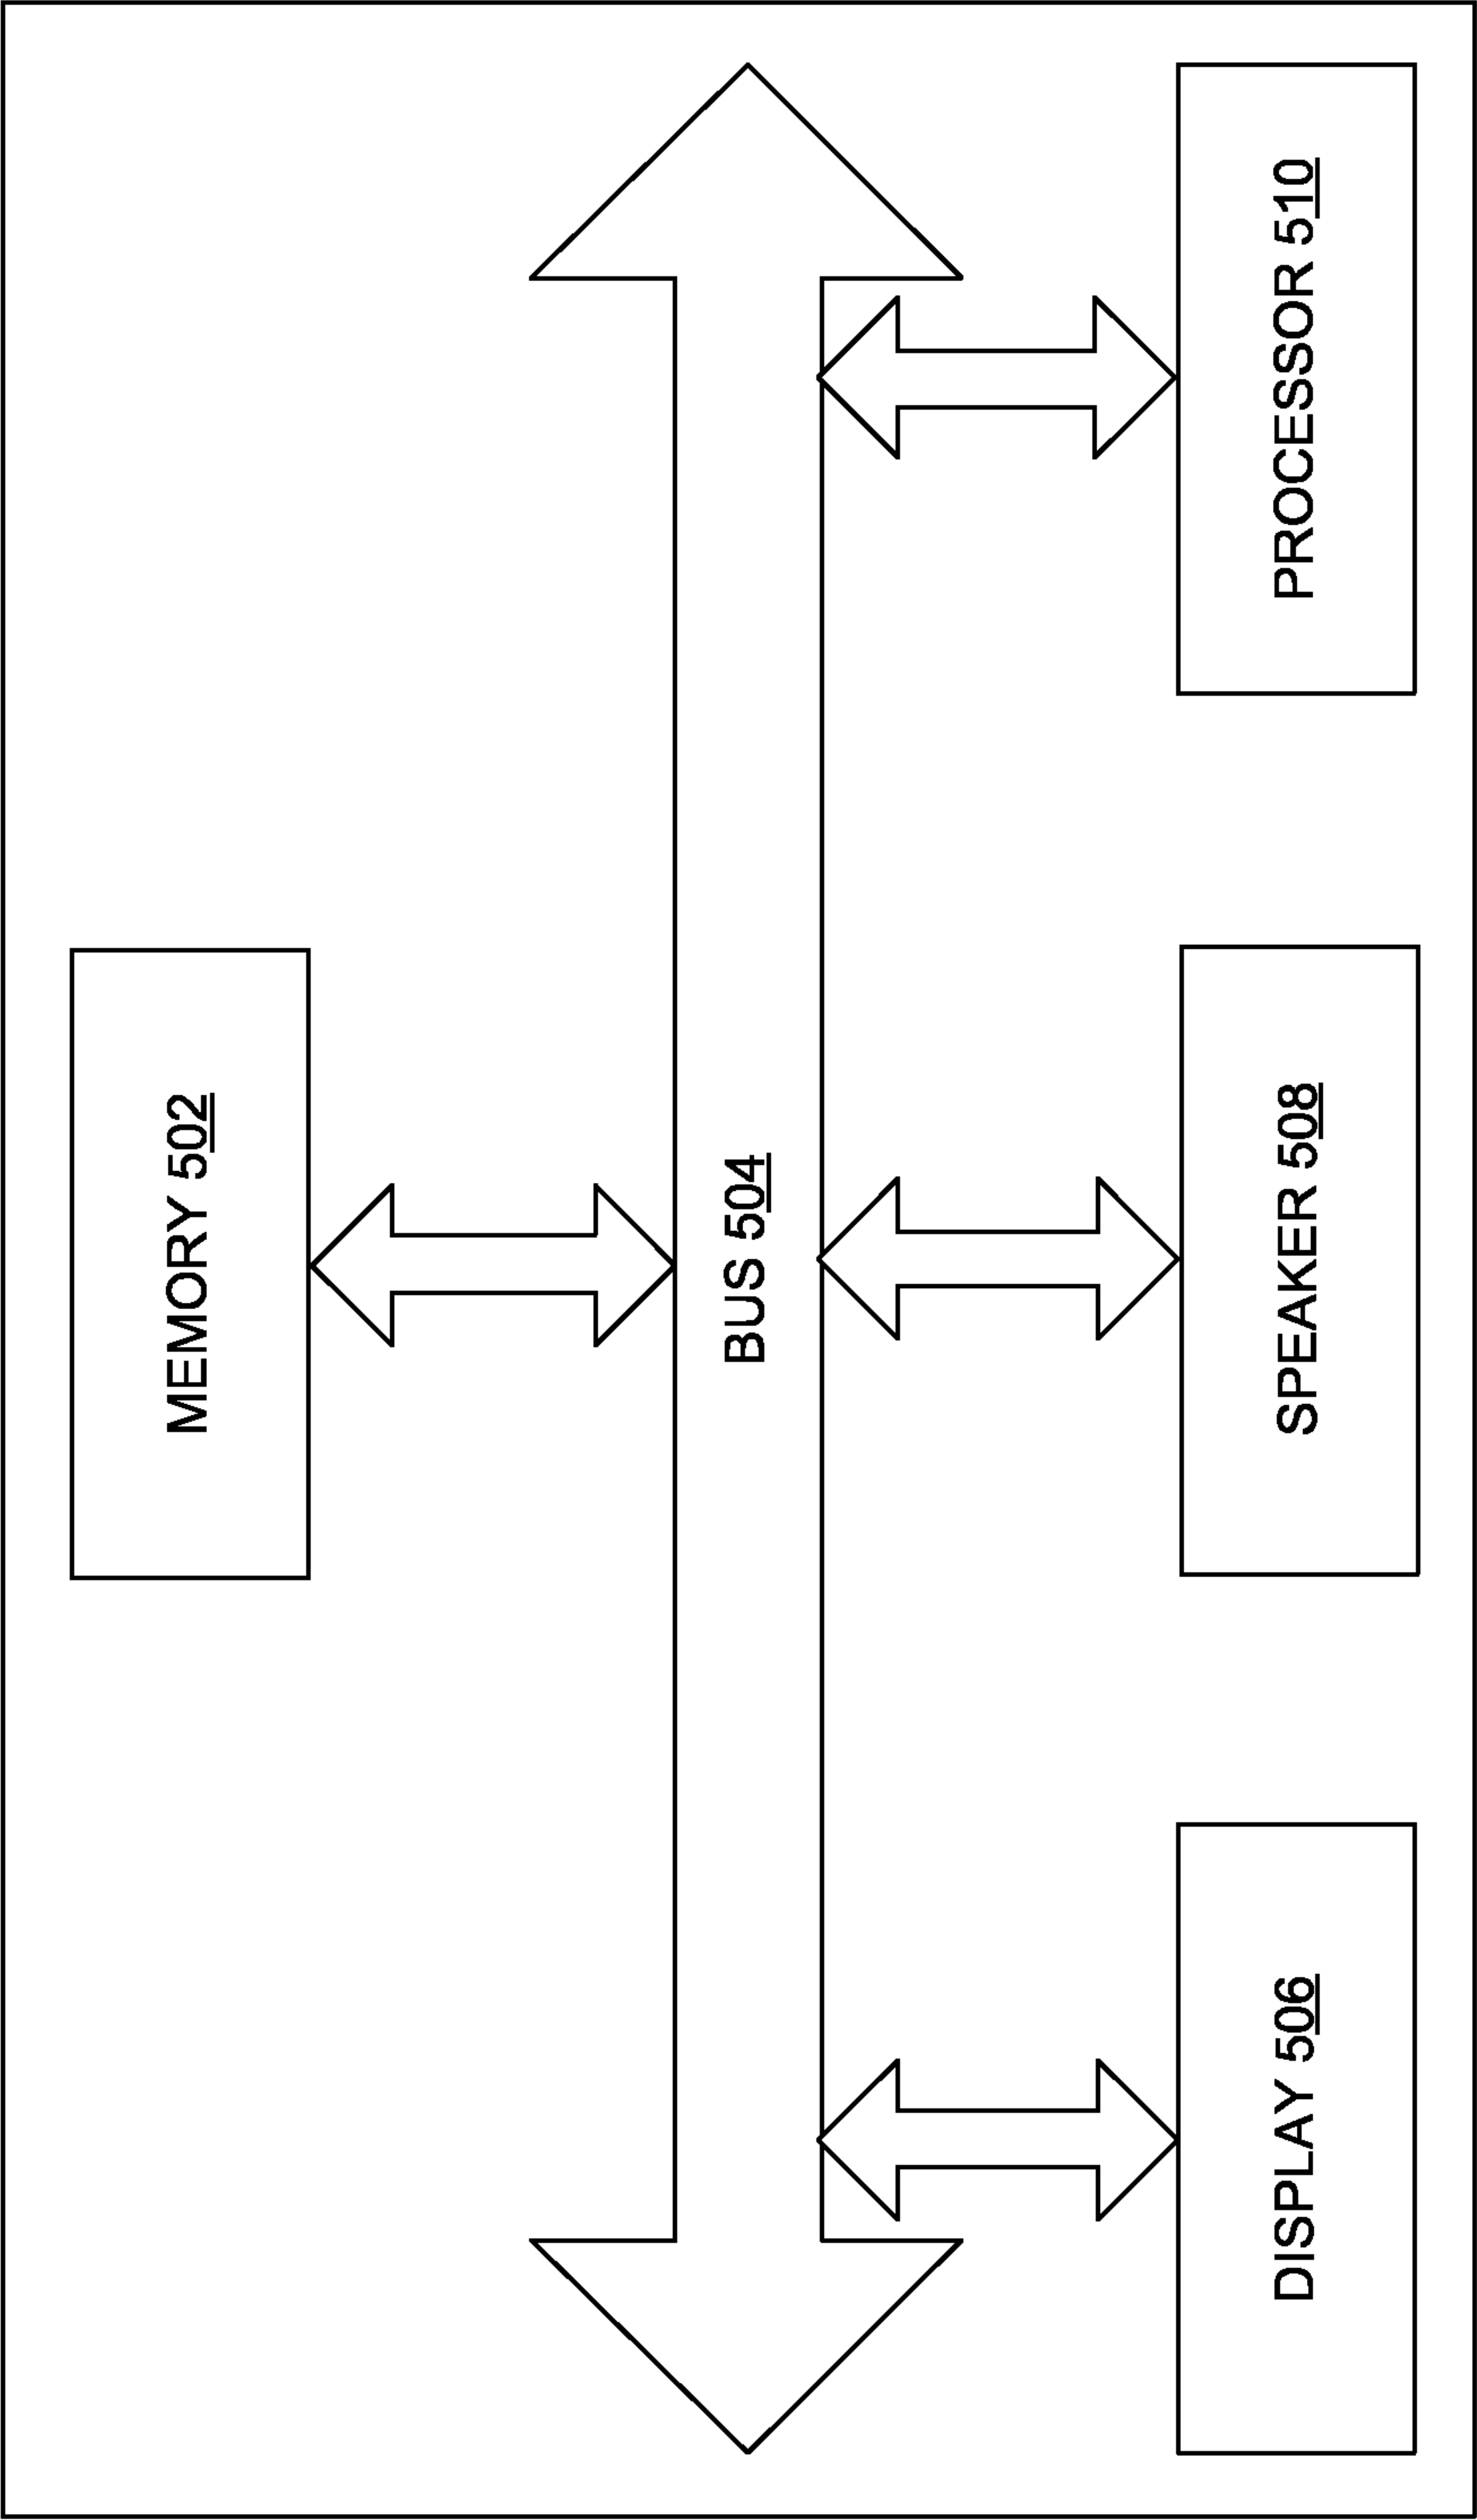 MEMORY 502
BUS 504
DISPLAY 506
SPEAKER 508
PROCESSOR 510